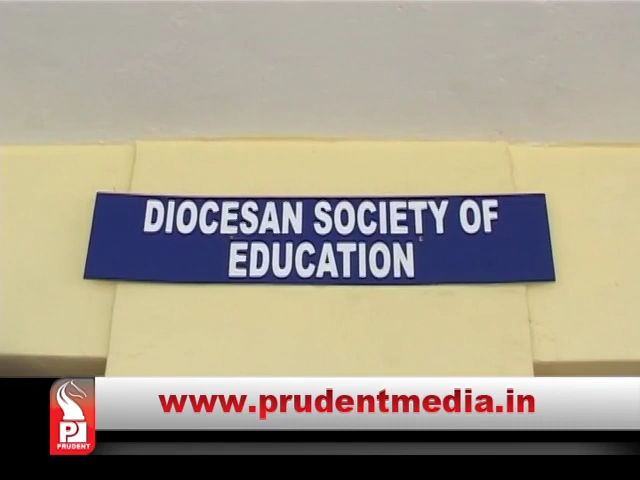 DIOCESAN SOCIETY OF
EDUCATION
www.prudentmedia.in
P
PRUDENT